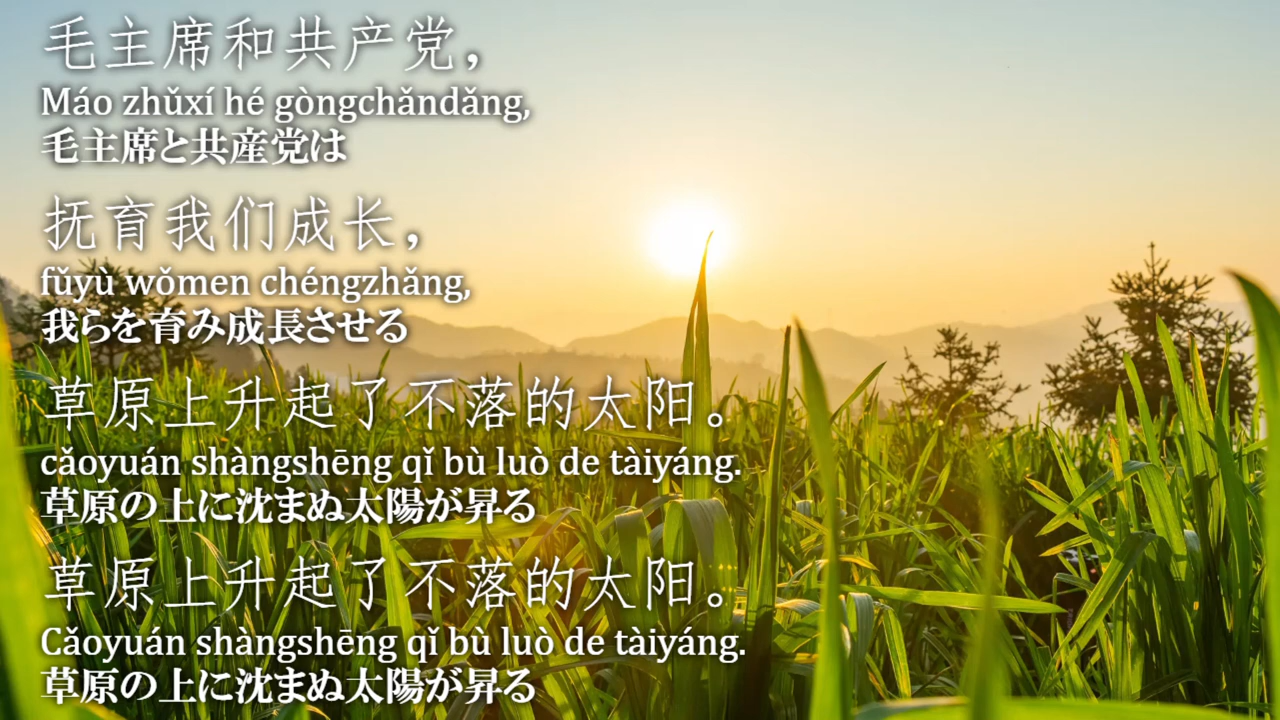 毛主席和共产党，
Máo zhǔxí hé gòngchǎndǎng,
毛主席と共産党は
抚育我们成长，
fǔyù wǒmen chéngzhǎng,
我らを育み成長させる
草原上升起了不落的太阳。
cǎoyuán shàngshēng qǐ bù luò de tàiyáng.
草原の上に沈まぬ太陽が昇る
草原上升起了不落的太阳。
Cǎoyuán shàngshēng qǐ bù luò de tàiyáng.
草原の上に沈まぬ太陽が昇る